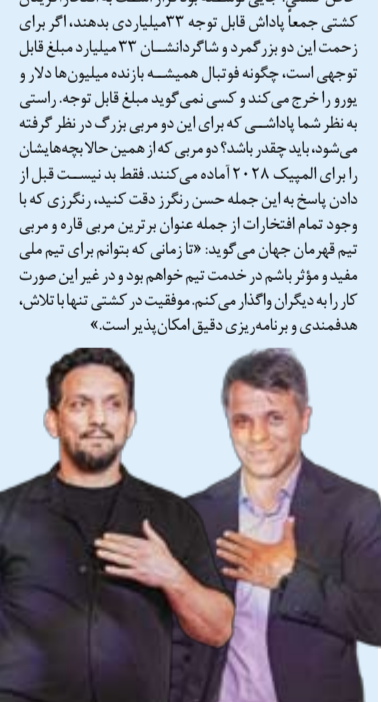 کشتی جمعاً پاداش قابل توجه ۳۳میلیاردی بدهند، اگر برای
زحمت این دو بزرگمرد و شاگردانشان ۳۳ میلیارد مبلغ قابل
توجهی است، چگونه فوتبال همیشه بازنده میلیون‌ها دلار و
یورو را خرج می‌کند و کسی نمی‌گوید مبلغ قابل توجه. راستی
به نظر شما پاداشی که برای این دو مربی بزرگ در نظر گرفته
می‌شود، باید چقدر باشد؟ دو مربی که از همین حالا بچه‌هایشان
را برای المپیک ۲۰۲۸ آماده می‌کنند. فقط بد نیست قبل از
دادن پاسخ به این جمله حسن رنگرز دقت کنید، رنگرزی که با
وجود تمام افتخارات از جمله عنوان برترین مربی قاره و مربی
تیم قهرمان جهان می‌گوید: «تا زمانی که بتوانم برای تیم ملی
مفید و مؤثر باشم در خدمت تیم خواهم بود و در غیر این صورت
کار را به دیگران واگذار می‌کنم. موفقیت در کشتی تنها با تلاش،
هدفمندی و برنامه‌ریزی دقیق امکان‌پذیر است.»